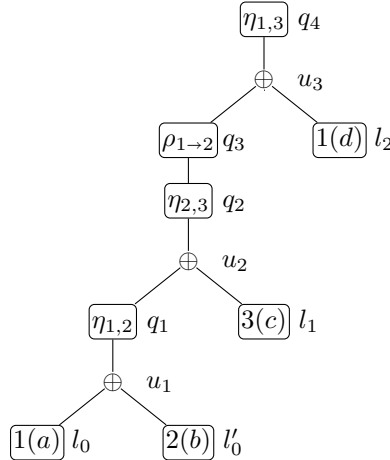 η₁,₃ q₄
⊕ u₃
ρ₁→₂ q₃ 1(d) l₂
η₂,₃ q₂
⊕ u₂
η₁,₂ q₁ 3(c) l₁
⊕ u₁
1(a) l₀ 2(b) l′₀